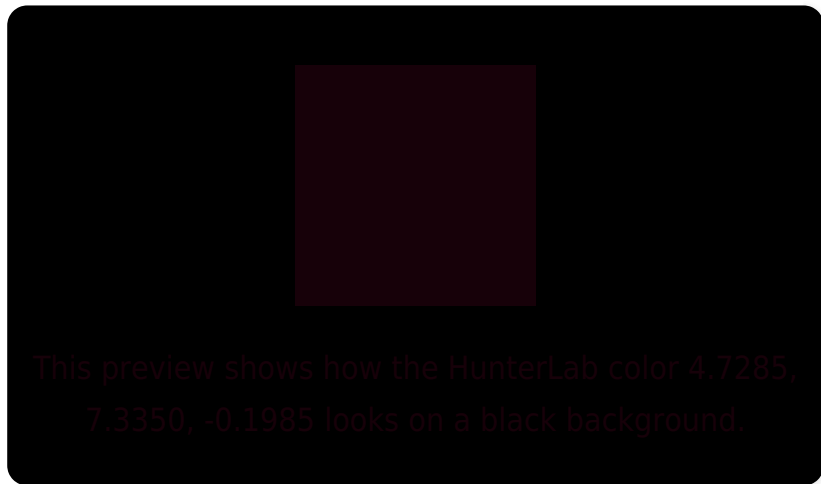 This preview shows how the HunterLab color 4.7285,
7.3350, -0.1985 looks on a black background.